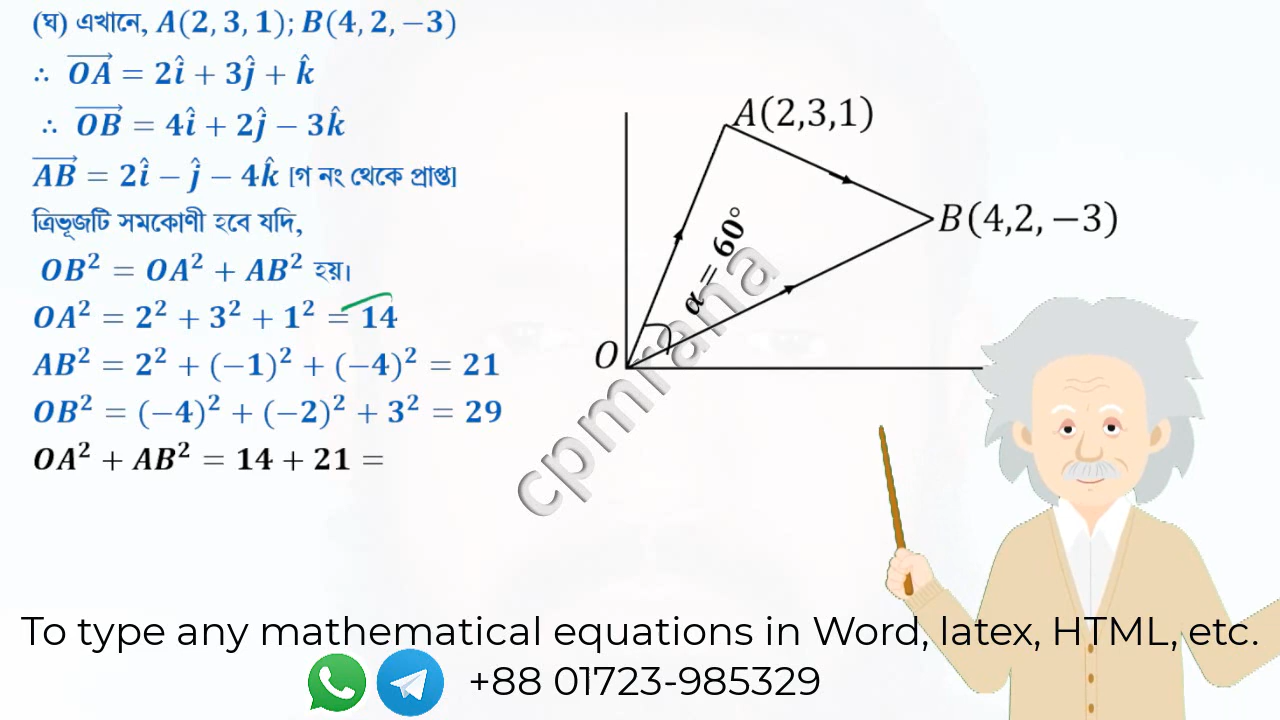 (ঘ) এখানে, A(2, 3, 1); B(4, 2, −3)
∴ \overrightarrow{OA} = 2î + 3ĵ + k̂
∴ \overrightarrow{OB} = 4î + 2ĵ − 3k̂
\overrightarrow{AB} = 2î − ĵ − 4k̂ [গ নং থেকে প্রাপ্ত]
ত্রিভূজটি সমকোণী হবে যদি,
OB² = OA² + AB² হয়।
OA² = 2² + 3² + 1² = 14
AB² = 2² + (−1)² + (−4)² = 21
OB² = (−4)² + (−2)² + 3² = 29
OA² + AB² = 14 + 21 =
A(2,3,1)
B(4,2,−3)
α = 60°
O
cpmrana
To type any mathematical equations in Word, latex, HTML, etc.
+88 01723-985329